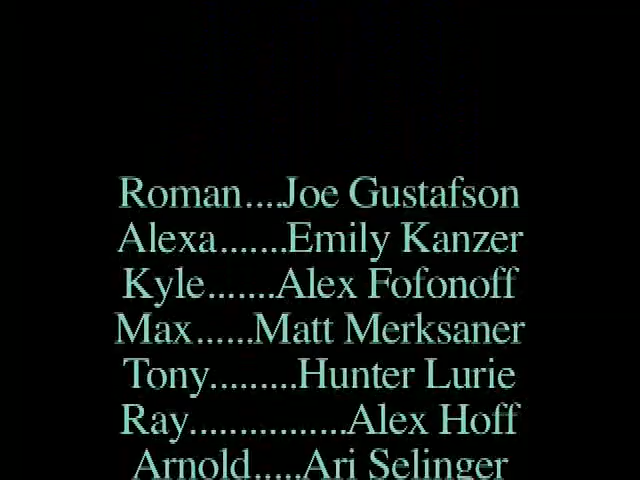 Roman....Joe Gustafson
Alexa.......Emily Kanzer
Kyle.......Alex Fofonoff
Max......Matt Merksaner
Tony.........Hunter Lurie
Ray................Alex Hoff
Arnold.....Ari Selinger